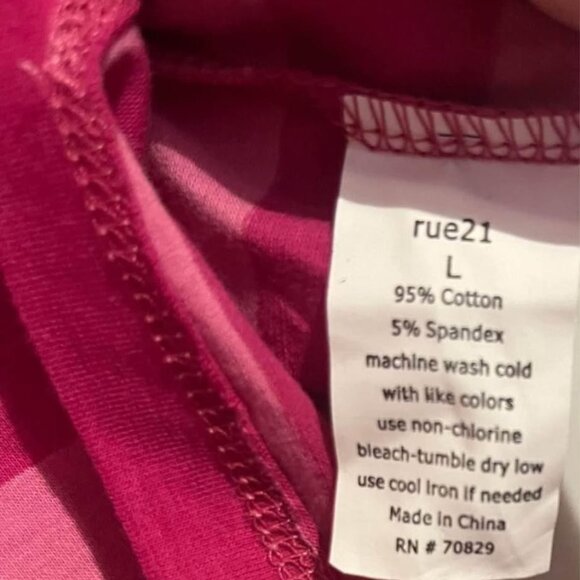 rue21
L
95% Cotton
5% Spandex
machine wash cold
with like colors
use non-chlorine
bleach-tumble dry low
use cool iron if needed
Made in China
RN # 70829